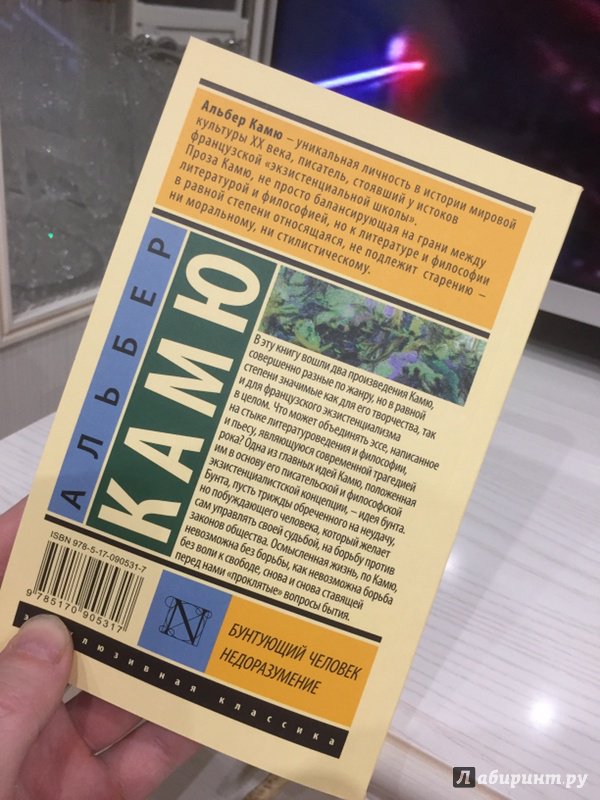 Альбер Камю – уникальная личность в истории мировой
культуры XX века, писатель, стоявший у истоков
французской «экзистенциальной школы».
Проза Камю, не просто балансирующая на грани между
литературой и философией, но к литературе и философии
в равной степени относящаяся, не подлежит старению –
ни моральному, ни стилистическому.
АЛЬБЕР
КАМЮ
В эту книгу вошли два произведения Камю,
совершенно разные по жанру, но в равной
степени значимые как для его творчества, так
и для французского экзистенциализма
в целом. Что может объединять эссе, написанное
на стыке литературоведения и философии,
и пьесу, являющуюся современной трагедией
рока? Одна из главных идей Камю, положенная
им в основу его писательской и философской
экзистенциалистской концепции, – идея бунта.
Бунта, пусть трижды обреченного на неудачу,
но побуждающего человека, который желает
сам управлять своей судьбой, на борьбу против
законов общества. Осмысленная жизнь, по Камю,
невозможна без борьбы, как невозможна борьба
без воли к свободе, снова и снова ставящей
перед нами «проклятые» вопросы бытия.
ISBN 978-5-17-090531-7
9 785170 905317
N
БУНТУЮЩИЙ ЧЕЛОВЕК
НЕДОРАЗУМЕНИЕ
эксклюзивная классика
Лабиринт.ру